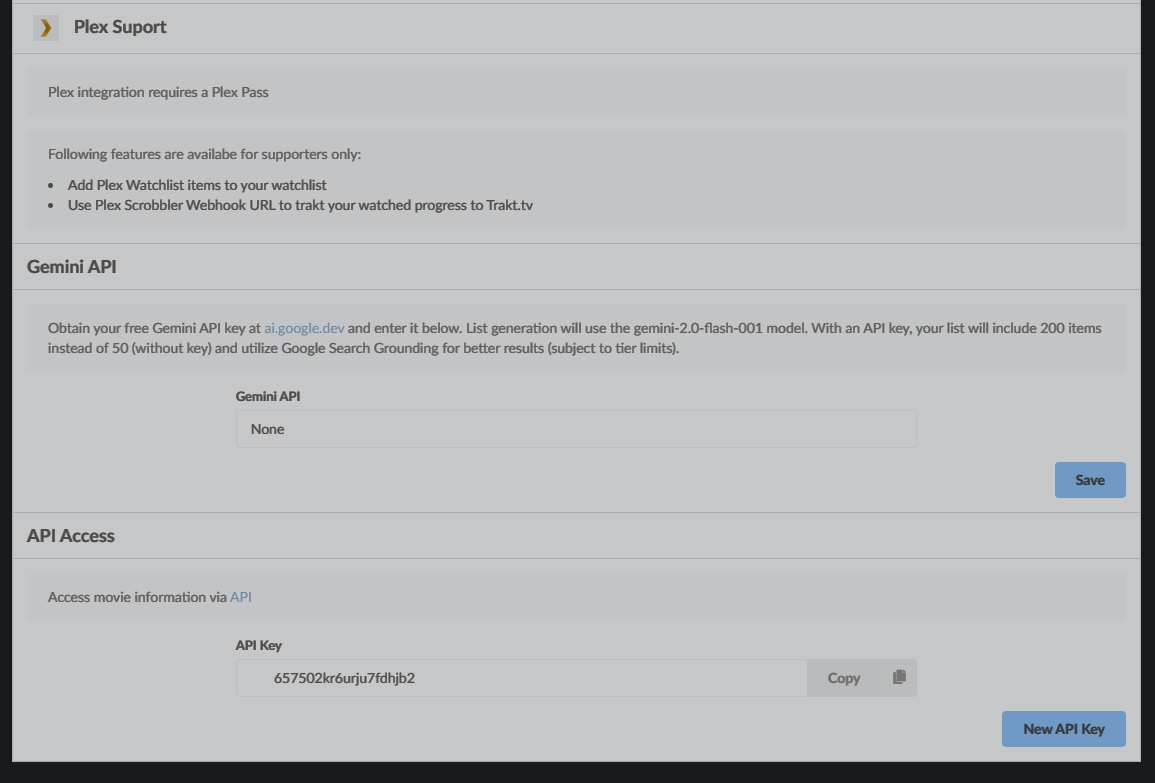 Plex Suport
Plex integration requires a Plex Pass
Following features are availabe for supporters only:
• Add Plex Watchlist items to your watchlist
• Use Plex Scrobbler Webhook URL to trakt your watched progress to Trakt.tv
Gemini API
Obtain your free Gemini API key at ai.google.dev and enter it below. List generation will use the gemini-2.0-flash-001 model. With an API key, your list will include 200 items
instead of 50 (without key) and utilize Google Search Grounding for better results (subject to tier limits).
Gemini API
None
Save
API Access
Access movie information via API
API Key
657502kr6urju7fdhjb2
Copy
New API Key